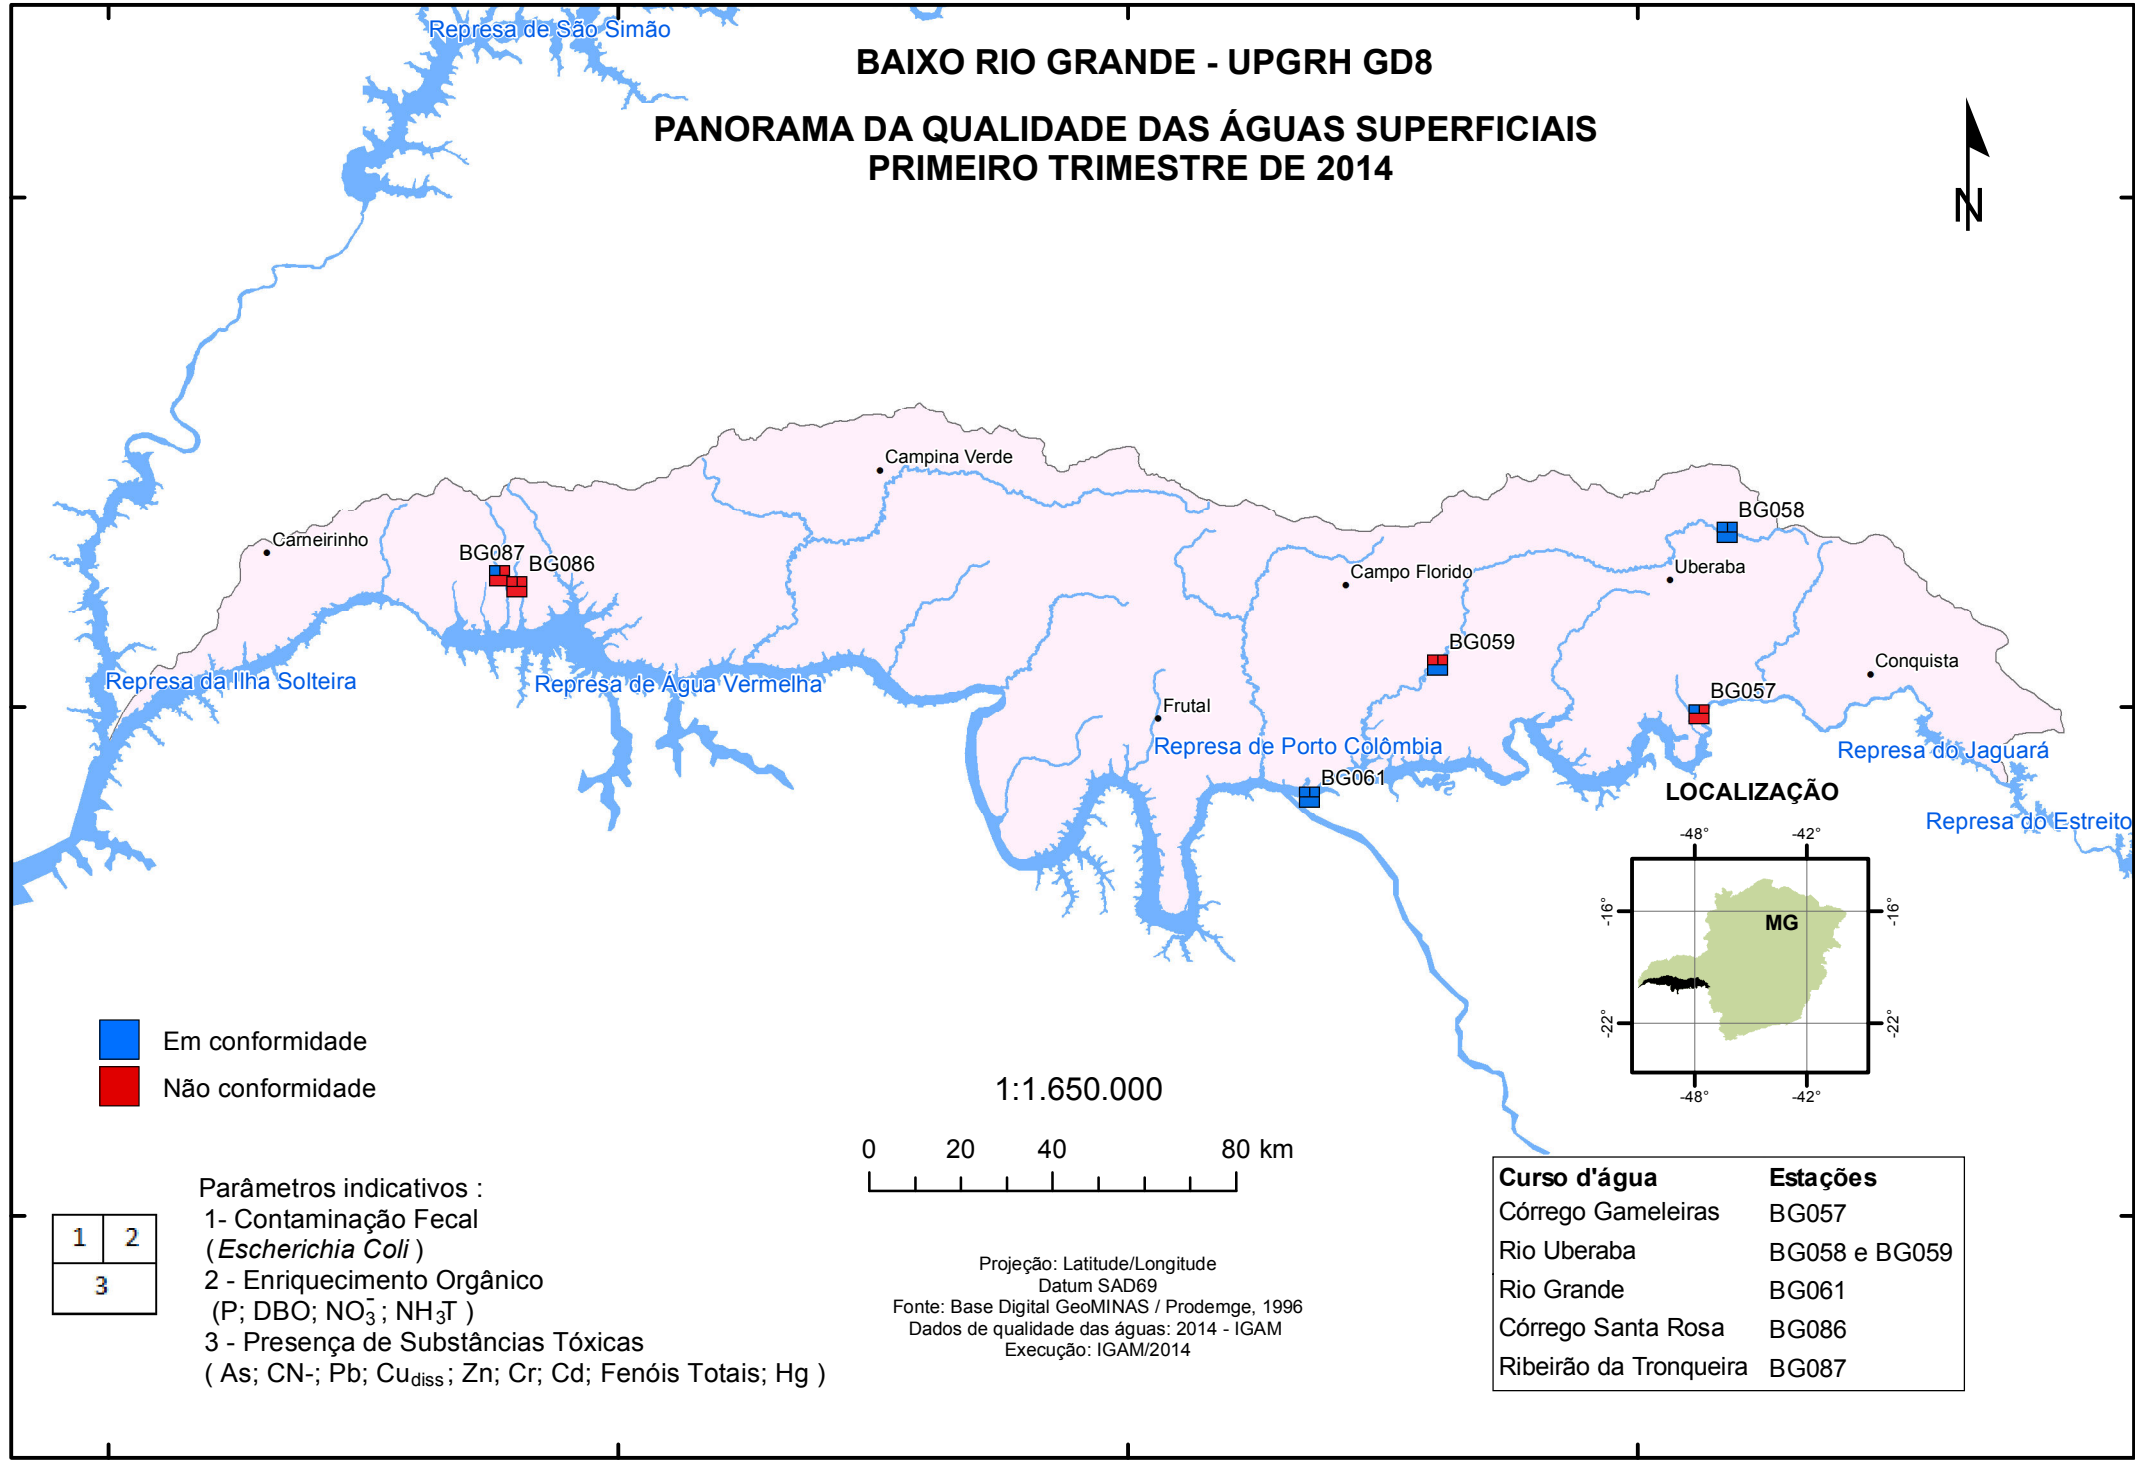 Represa de São Simão
BAIXO RIO GRANDE - UPGRH GD8
PANORAMA DA QUALIDADE DAS ÁGUAS SUPERFICIAIS
PRIMEIRO TRIMESTRE DE 2014
N
Campina Verde
BG058
Carneirinho
BG087
BG086
Campo Florido
Uberaba
BG059
Conquista
Represa da Ilha Solteira
Represa de Água Vermelha
BG057
Frutal
Represa de Porto Colômbia
Represa do Jaguará
BG061
LOCALIZAÇÃO
Represa do Estreito
-48° -42°
-16° -16°
MG
-22° -22°
-48° -42°
Em conformidade
Não conformidade
1:1.650.000
0 20 40 80 km
Parâmetros indicativos :
1 2
3
1- Contaminação Fecal
(Escherichia Coli )
2 - Enriquecimento Orgânico
(P; DBO; NO₃⁻; NH₃T )
3 - Presença de Substâncias Tóxicas
( As; CN-; Pb; Cu diss ; Zn; Cr; Cd; Fenóis Totais; Hg )
Projeção: Latitude/Longitude
Datum SAD69
Fonte: Base Digital GeoMINAS / Prodemge, 1996
Dados de qualidade das águas: 2014 - IGAM
Execução: IGAM/2014
Curso d'água Estações
Córrego Gameleiras BG057
Rio Uberaba BG058 e BG059
Rio Grande BG061
Córrego Santa Rosa BG086
Ribeirão da Tronqueira BG087